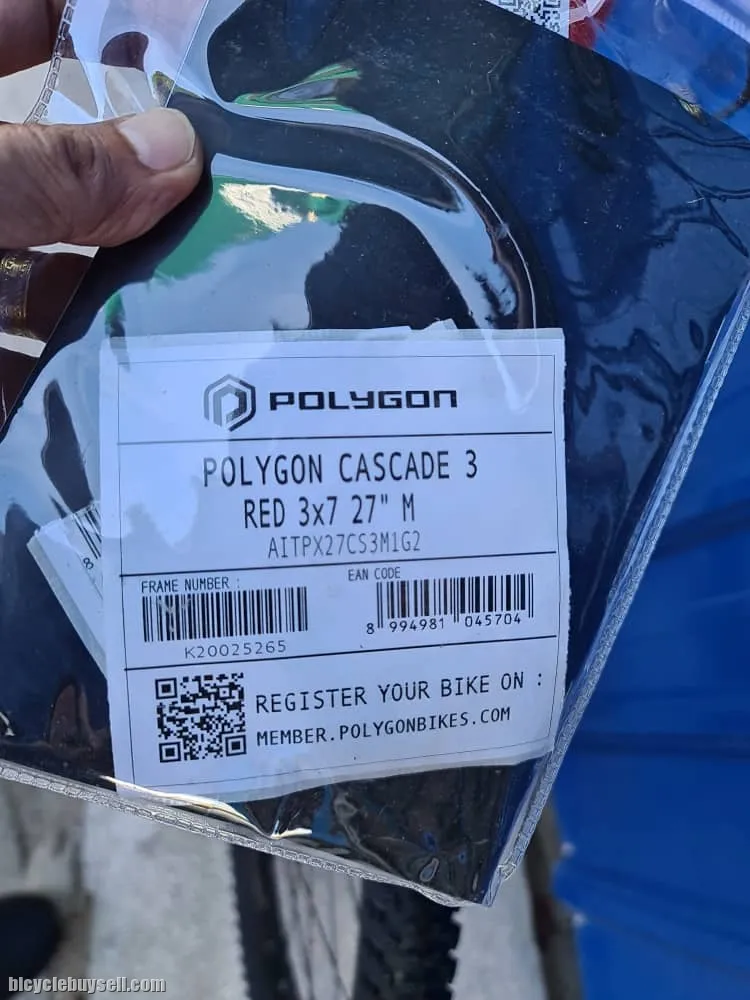 POLYGON
POLYGON CASCADE 3
RED 3x7 27" M
AITPX27CS3M1G2
FRAME NUMBER :
K20025265
EAN CODE
8 994981 045704
REGISTER YOUR BIKE ON :
MEMBER.POLYGONBIKES.COM
8
bicyclebuysell.com